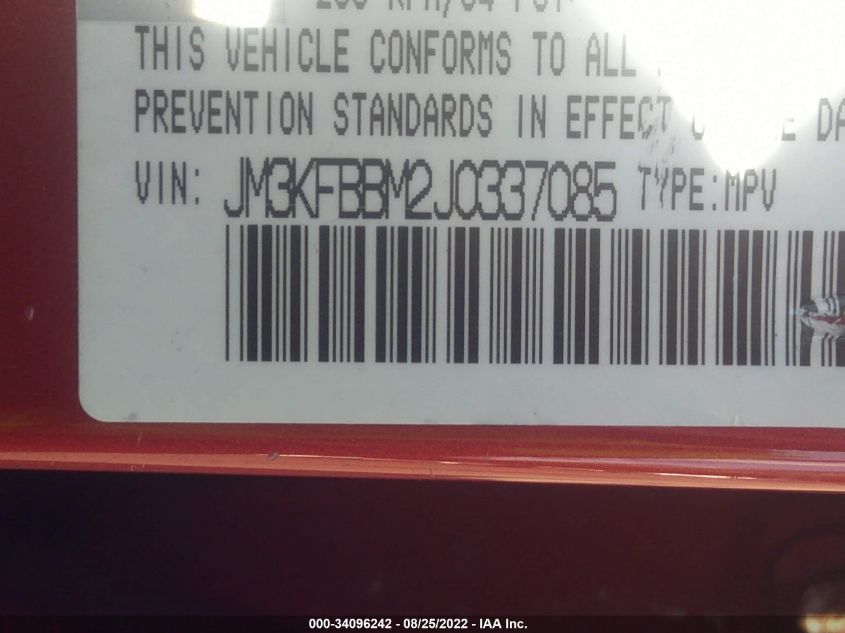 THIS VEHICLE CONFORMS TO ALL
PREVENTION STANDARDS IN EFFECT
VIN: JM3KFBBM2J0337085 TYPE:MPV
000-34096242 - 08/25/2022 - IAA Inc.